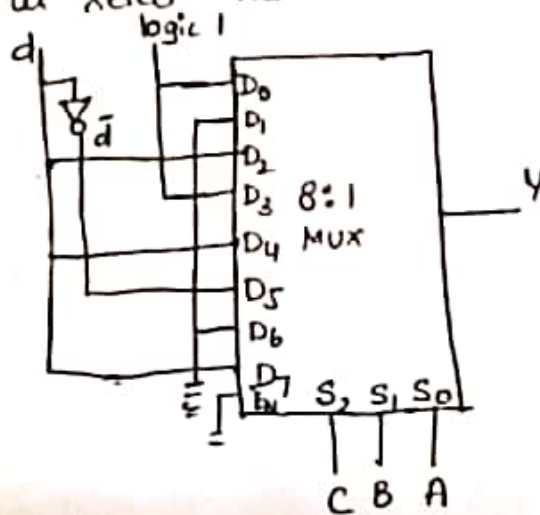 d
logic 1
d̄
D0
D1
D2
D3 8:1
D4 MUX
D5
D6
D7
EN S2 S1 S0
Y
C B A